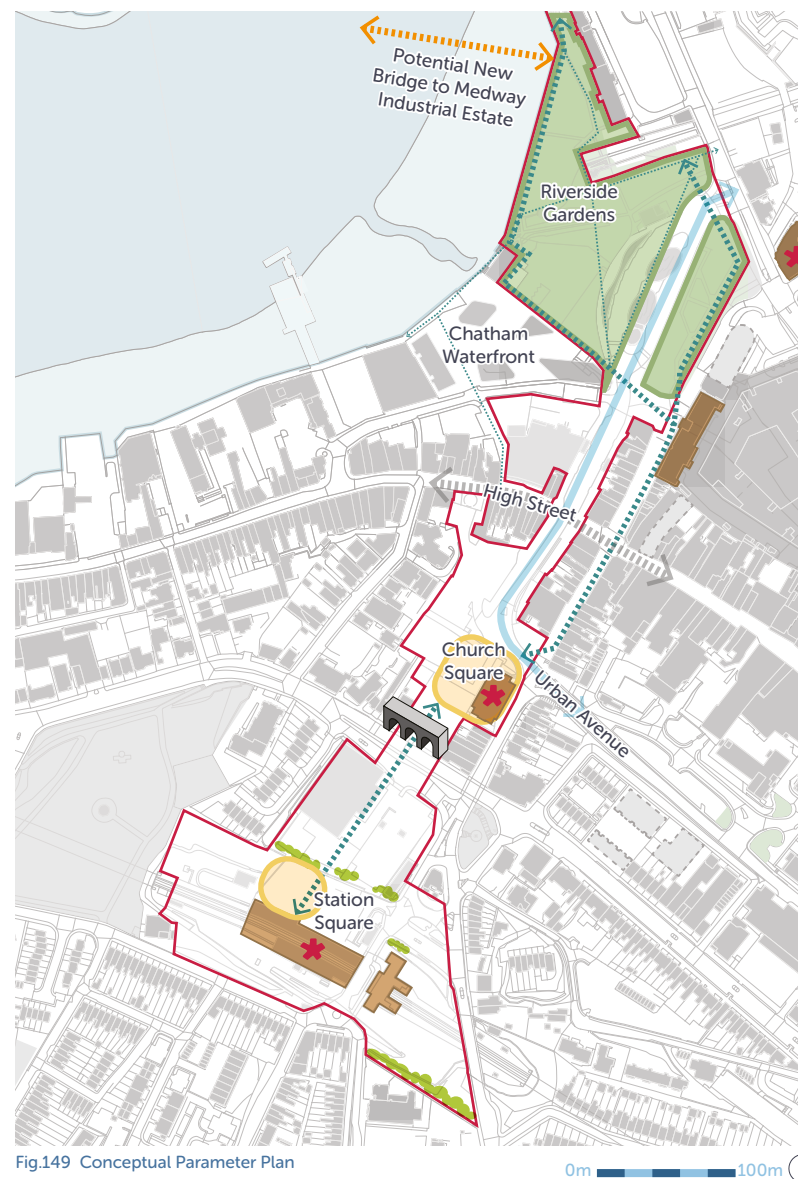 Potential New
Bridge to Medway
Industrial Estate
Riverside
Gardens
Chatham
Waterfront
High Street
Church
Square
Urban Avenue
Station
Square
Fig.149 Conceptual Parameter Plan
0m
100m